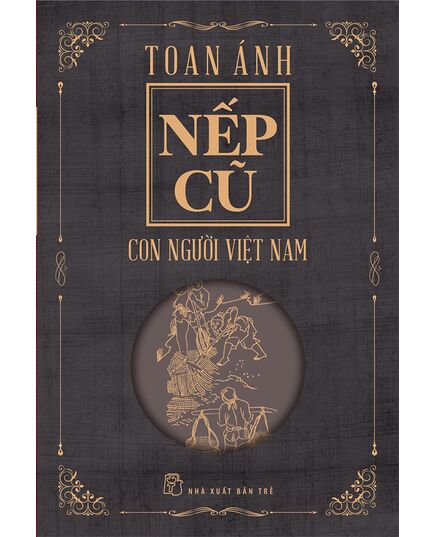 TOAN ÁNH
NẾP
CŨ
CON NGƯỜI VIỆT NAM
NHÀ XUẤT BẢN TRẺ